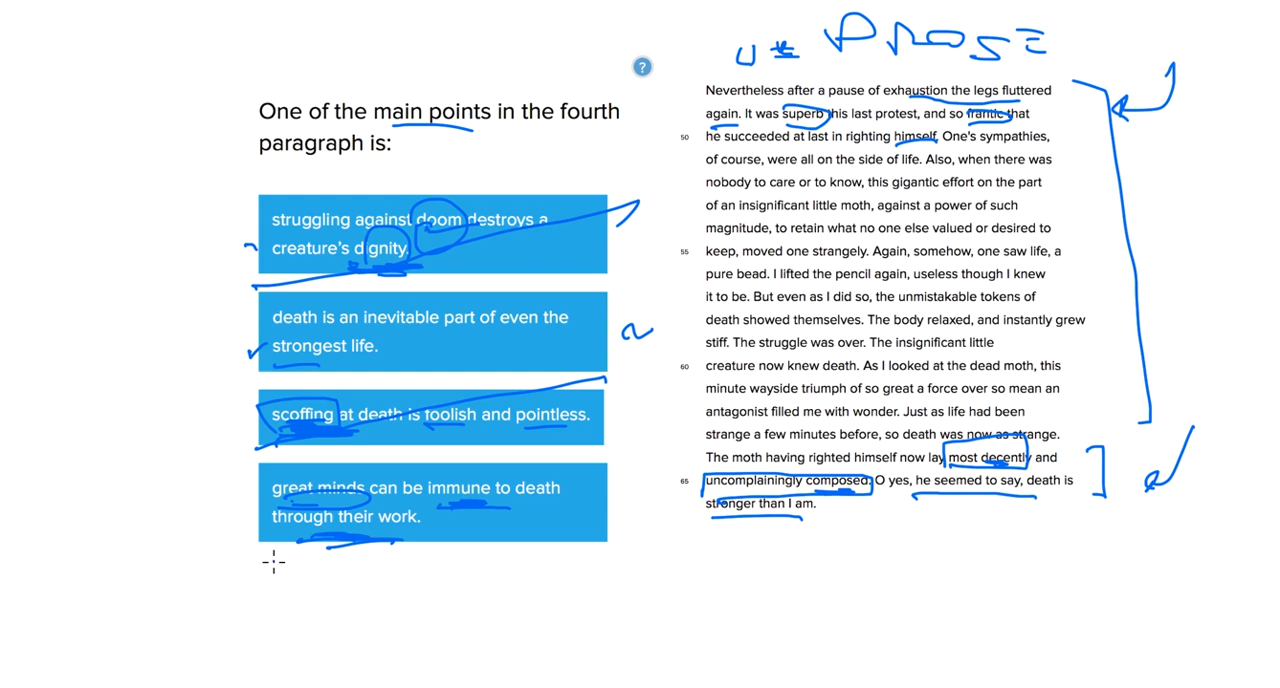 PROSE
?
One of the main points in the fourth
paragraph is:
struggling against doom destroys a
creature's dignity.
death is an inevitable part of even the
strongest life.
scoffing at death is foolish and pointless.
great minds can be immune to death
through their work.
Nevertheless after a pause of exhaustion the legs fluttered
again. It was superb this last protest, and so frantic that
50 he succeeded at last in righting himself. One's sympathies,
of course, were all on the side of life. Also, when there was
nobody to care or to know, this gigantic effort on the part
of an insignificant little moth, against a power of such
magnitude, to retain what no one else valued or desired to
55 keep, moved one strangely. Again, somehow, one saw life, a
pure bead. I lifted the pencil again, useless though I knew
it to be. But even as I did so, the unmistakable tokens of
death showed themselves. The body relaxed, and instantly grew
stiff. The struggle was over. The insignificant little
60 creature now knew death. As I looked at the dead moth, this
minute wayside triumph of so great a force over so mean an
antagonist filled me with wonder. Just as life had been
strange a few minutes before, so death was now as strange.
The moth having righted himself now lay most decently and
65 uncomplainingly composed. O yes, he seemed to say, death is
stronger than I am.